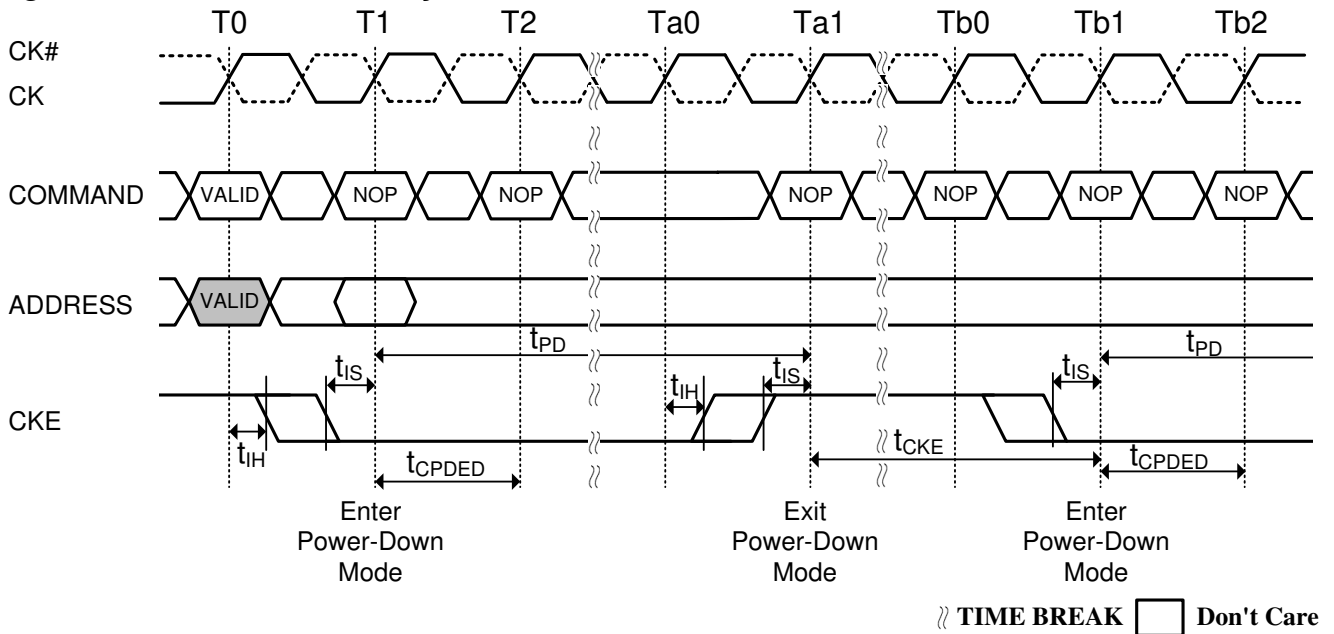 T0 T1 T2 Ta0 Ta1 Tb0 Tb1 Tb2
CK#
CK
COMMAND VALID NOP NOP NOP NOP NOP NOP
ADDRESS VALID
tPD tPD
tIS tIH tIS tIS
CKE
tIH tCPDED tCKE tCPDED
Enter Power-Down Mode
Exit Power-Down Mode
Enter Power-Down Mode
TIME BREAK Don't Care